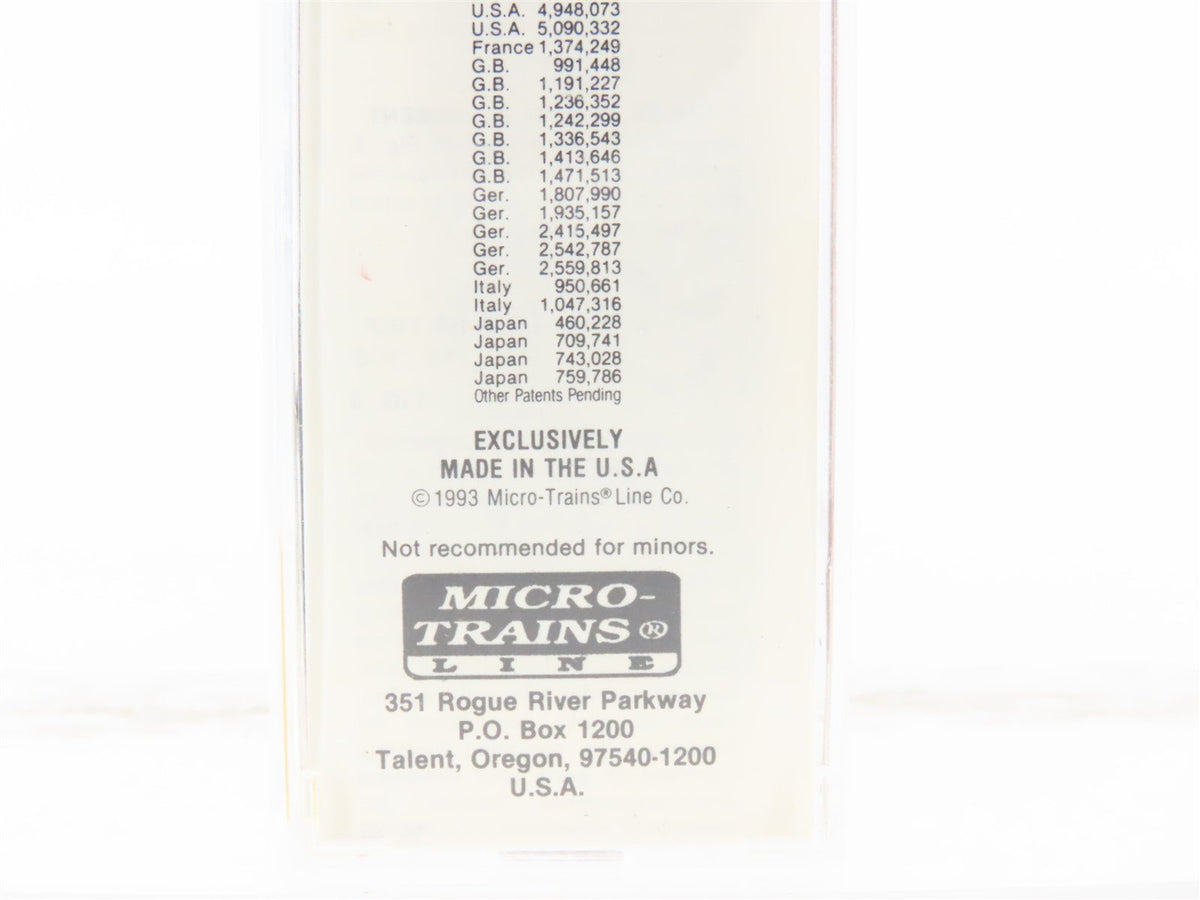 U.S.A. 4,948,073
U.S.A. 5,090,332
France 1,374,249
G.B. 991,448
G.B. 1,191,227
G.B. 1,236,352
G.B. 1,242,299
G.B. 1,336,543
G.B. 1,413,646
G.B. 1,471,513
Ger. 1,807,990
Ger. 1,935,157
Ger. 2,415,497
Ger. 2,542,787
Ger. 2,559,813
Italy 950,661
Italy 1,047,316
Japan 460,228
Japan 709,741
Japan 743,028
Japan 759,786
Other Patents Pending
EXCLUSIVELY
MADE IN THE U.S.A
©1993 Micro-Trains® Line Co.
Not recommended for minors.
MICRO-
TRAINS®
LINE
351 Rogue River Parkway
P.O. Box 1200
Talent, Oregon, 97540-1200
U.S.A.